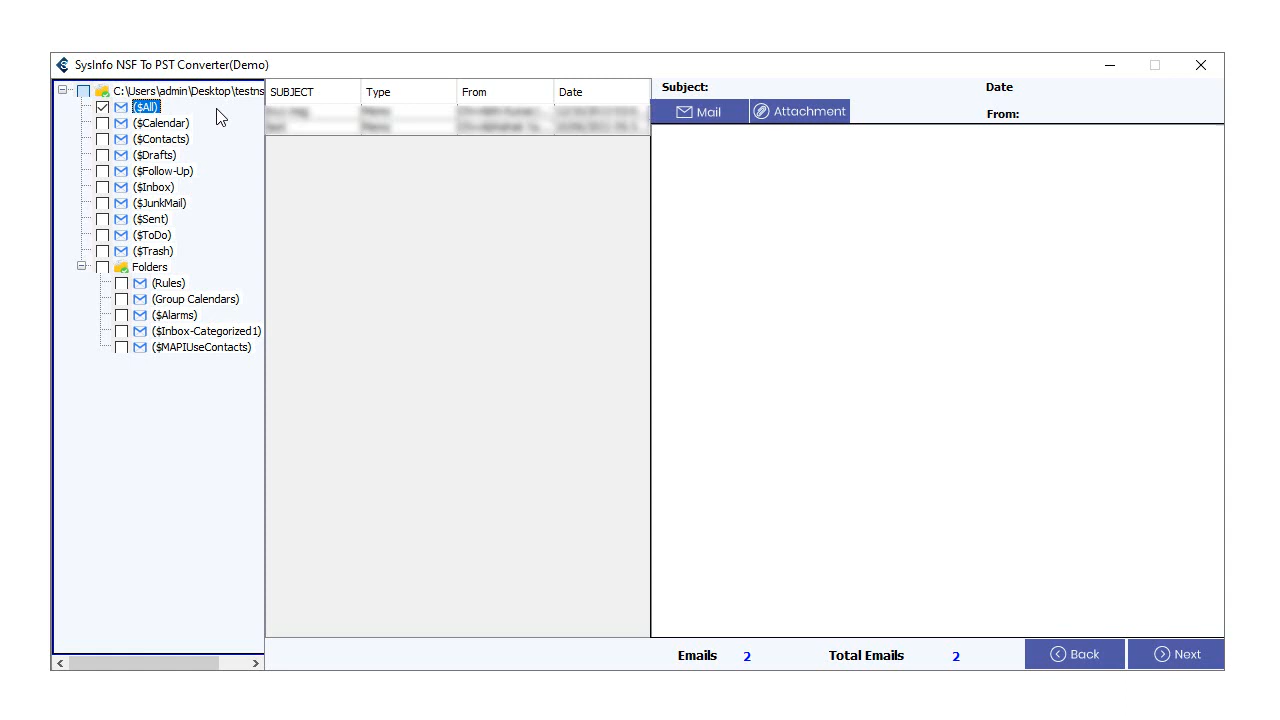 SysInfo NSF To PST Converter(Demo)
C:\Users\admin\Desktop\testns
($All)
($Calendar)
($Contacts)
($Drafts)
($Follow-Up)
($Inbox)
($JunkMail)
($Sent)
($ToDo)
($Trash)
Folders
(Rules)
(Group Calendars)
($Alarms)
($Inbox-Categorized1)
($MAPIUseContacts)
SUBJECT Type From Date
Subject: Date
Mail Attachment From:
Emails 2 Total Emails 2 Back Next